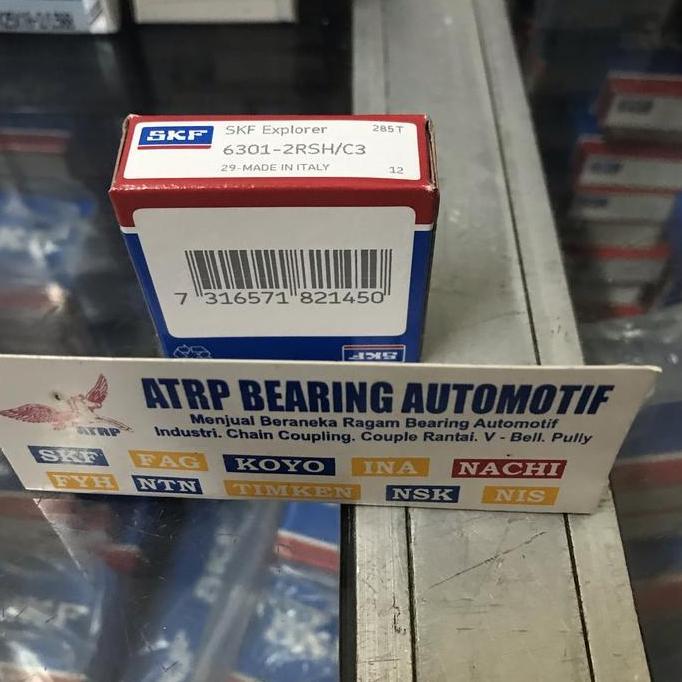 SKF
SKF Explorer
285T
6301-2RSH/C3
29-MADE IN ITALY
12
7 316571 821450
SKF
ATRP BEARING AUTOMOTIF
Menjual Beraneka Ragam Bearing Automotif
Industri. Chain Coupling. Couple Rantai. V - Bell. Pully
ATRP
SKF FAG KOYO INA NACHI
FYH NTN TIMKEN NSK NIS